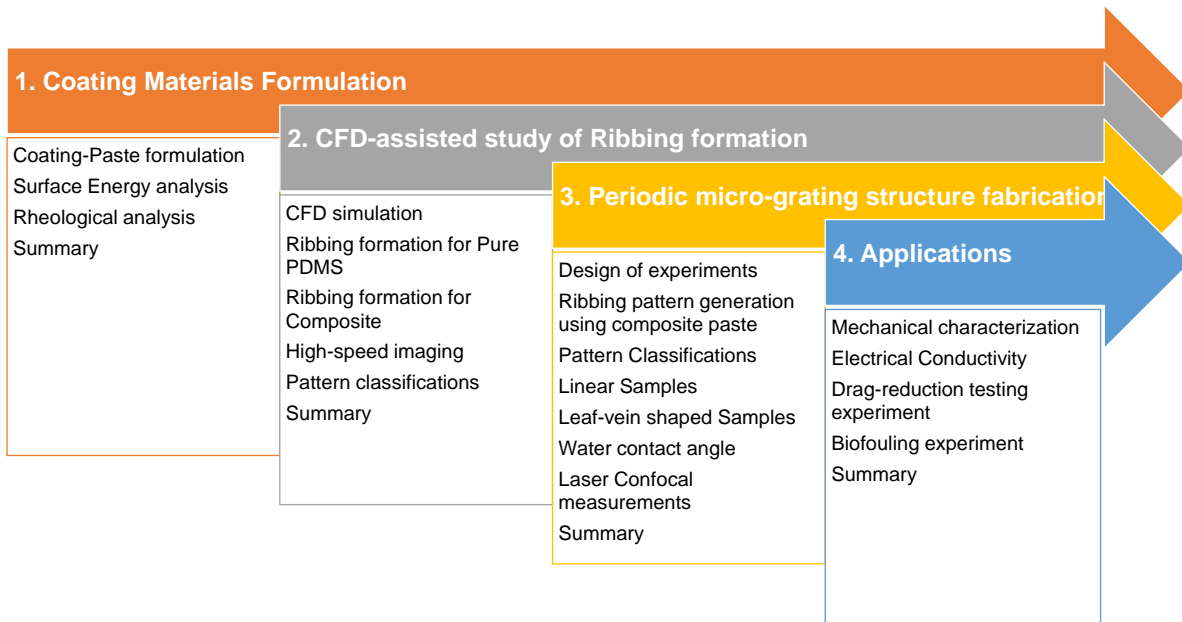 1. Coating Materials Formulation
Coating-Paste formulation
Surface Energy analysis
Rheological analysis
Summary
2. CFD-assisted study of Ribbing formation
CFD simulation
Ribbing formation for Pure
PDMS
Ribbing formation for
Composite
High-speed imaging
Pattern classifications
Summary
3. Periodic micro-grating structure fabrication
Design of experiments
Ribbing pattern generation
using composite paste
Pattern Classifications
Linear Samples
Leaf-vein shaped Samples
Water contact angle
Laser Confocal
measurements
Summary
4. Applications
Mechanical characterization
Electrical Conductivity
Drag-reduction testing
experiment
Biofouling experiment
Summary